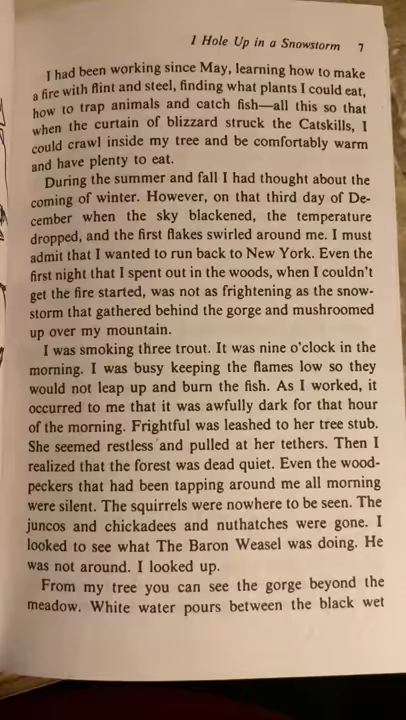 I Hole Up in a Snowstorm 7
I had been working since May, learning how to make
a fire with flint and steel, finding what plants I could eat,
how to trap animals and catch fish—all this so that
when the curtain of blizzard struck the Catskills, I
could crawl inside my tree and be comfortably warm
and have plenty to eat.
During the summer and fall I had thought about the
coming of winter. However, on that third day of De-
cember when the sky blackened, the temperature
dropped, and the first flakes swirled around me. I must
admit that I wanted to run back to New York. Even the
first night that I spent out in the woods, when I couldn't
get the fire started, was not as frightening as the snow-
storm that gathered behind the gorge and mushroomed
up over my mountain.
I was smoking three trout. It was nine o'clock in the
morning. I was busy keeping the flames low so they
would not leap up and burn the fish. As I worked, it
occurred to me that it was awfully dark for that hour
of the morning. Frightful was leashed to her tree stub.
She seemed restless and pulled at her tethers. Then I
realized that the forest was dead quiet. Even the wood-
peckers that had been tapping around me all morning
were silent. The squirrels were nowhere to be seen. The
juncos and chickadees and nuthatches were gone. I
looked to see what The Baron Weasel was doing. He
was not around. I looked up.
From my tree you can see the gorge beyond the
meadow. White water pours between the black wet